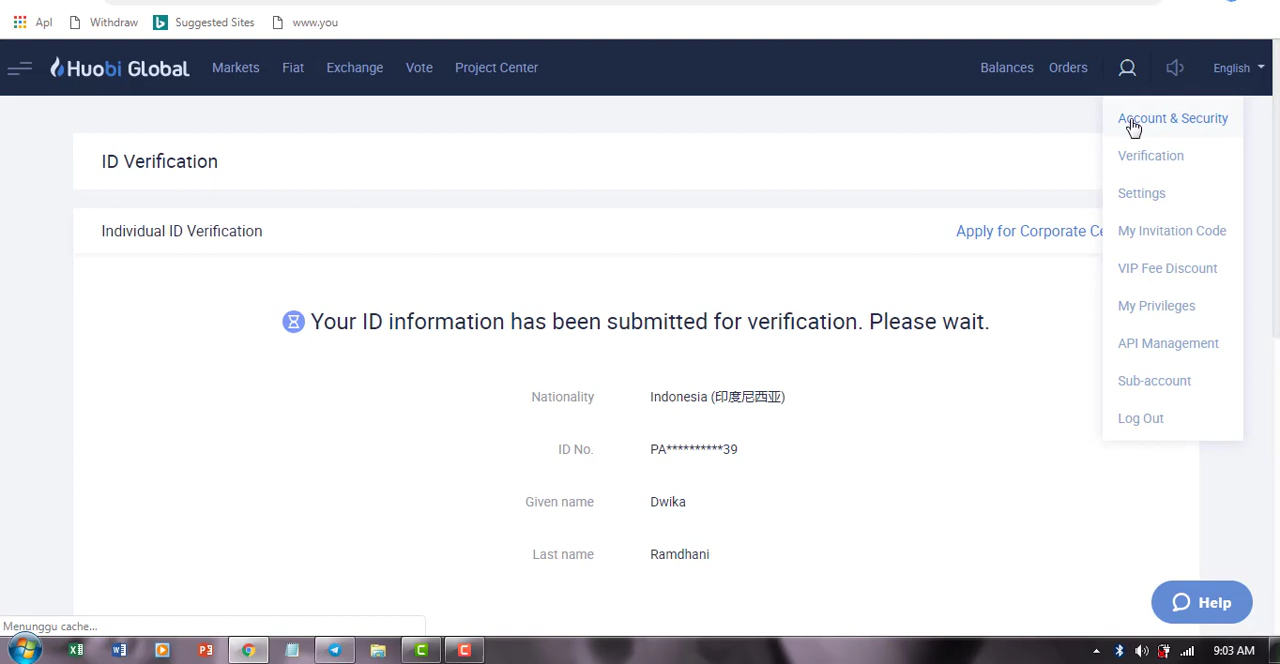 Apl Withdraw Suggested Sites www.you
Huobi Global Markets Fiat Exchange Vote Project Center Balances Orders English
Account & Security
ID Verification
Verification
Settings
Individual ID Verification Apply for Corporate Ce
My Invitation Code
VIP Fee Discount
My Privileges
Your ID information has been submitted for verification. Please wait.
API Management
Sub-account
Nationality Indonesia (印度尼西亚)
Log Out
ID No. PA**********39
Given name Dwika
Last name Ramdhani
Help
Menunggu cache...
9:03 AM